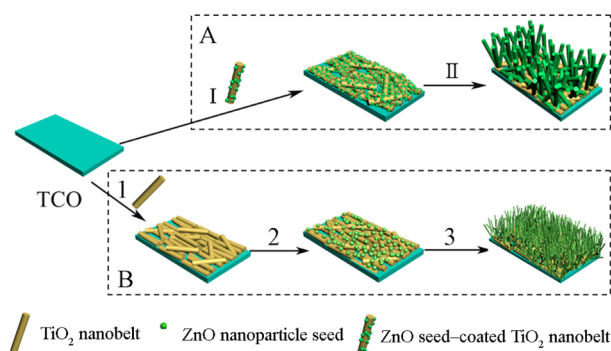 A
I
II
TCO
1
2
3
B
TiO₂ nanobelt
ZnO nanoparticle seed
ZnO seed–coated TiO₂ nanobelt